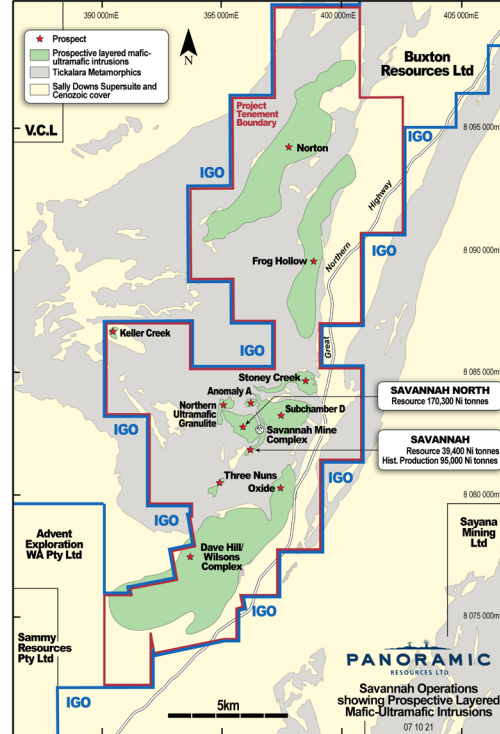 390 000mE
395 000mE
400 000mE
405 000mE
Prospect
Prospective layered mafic-
ultramafic intrusions
Tickalara Metamorphics
Sally Downs Supersuite and
Cenozoic cover
N
Buxton
Resources Ltd
Project
Tenement
Boundary
V.C.L
IGO
8 095 000mN
Norton
IGO
Highway
Northern
Great
IGO
8 090 000mN
Frog Hollow
Keller Creek
IGO
8 085 000mN
Stoney Creek
Anomaly A
Northern
Ultramafic
Granulite
Subchamber D
Savannah Mine
Complex
SAVANNAH NORTH
Resource 170,300 Ni tonnes
SAVANNAH
Resource 39,400 Ni tonnes
Hist. Production 95,000 Ni tonnes
IGO
IGO
Three Nuns
Oxide
8 080 000mN
IGO
Advent
Exploration
WA Pty Ltd
Sayana
Mining
Ltd
Dave Hill/
Wilsons
Complex
IGO
8 075 000mN
Sammy
Resources
Pty Ltd
IGO
PANORAMIC
RESOURCES LTD
Savannah Operations
showing Prospective Layered
Mafic-Ultramafic Intrusions
07 10 21
5km